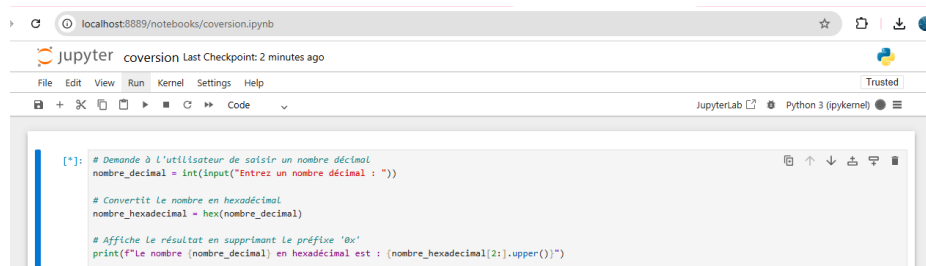 localhost:8889/notebooks/coversion.ipynb
jupyter coversion Last Checkpoint: 2 minutes ago
File Edit View Run Kernel Settings Help Trusted
Code JupyterLab Python 3 (ipykernel)
[*]: # Demande à l'utilisateur de saisir un nombre décimal
nombre_decimal = int(input("Entrez un nombre décimal : "))
# Convertit le nombre en hexadécimal
nombre_hexadecimal = hex(nombre_decimal)
# Affiche le résultat en supprimant le préfixe '0x'
print(f"Le nombre {nombre_decimal} en hexadécimal est : {nombre_hexadecimal[2:].upper()}")